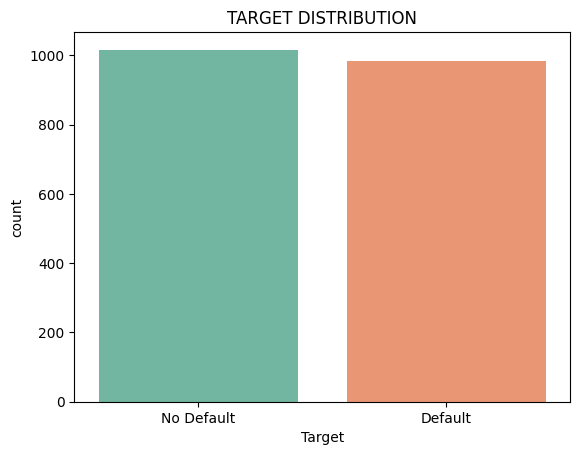 TARGET DISTRIBUTION
1000
800
600
400
200
0
count
No Default Default
Target